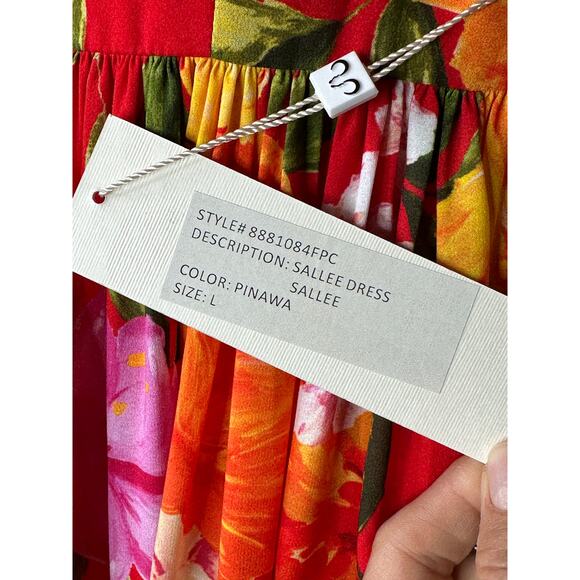 STYLE# 8881084FPC
DESCRIPTION: SALLEE DRESS
SALLEE
COLOR: PINAWA
SIZE: L